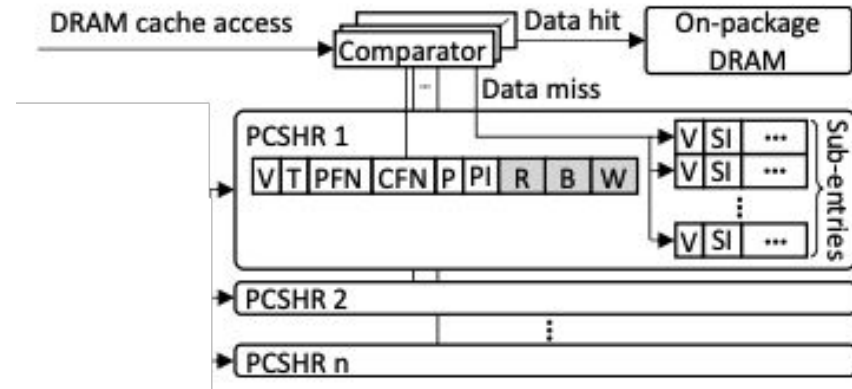 DRAM cache access
Data hit
On-package
DRAM
Comparator
...
Data miss
PCSHR 1
V T PFN CFN P PI R B W
V SI ...
V SI ...
V SI ...
Sub-entries
PCSHR 2
PCSHR n